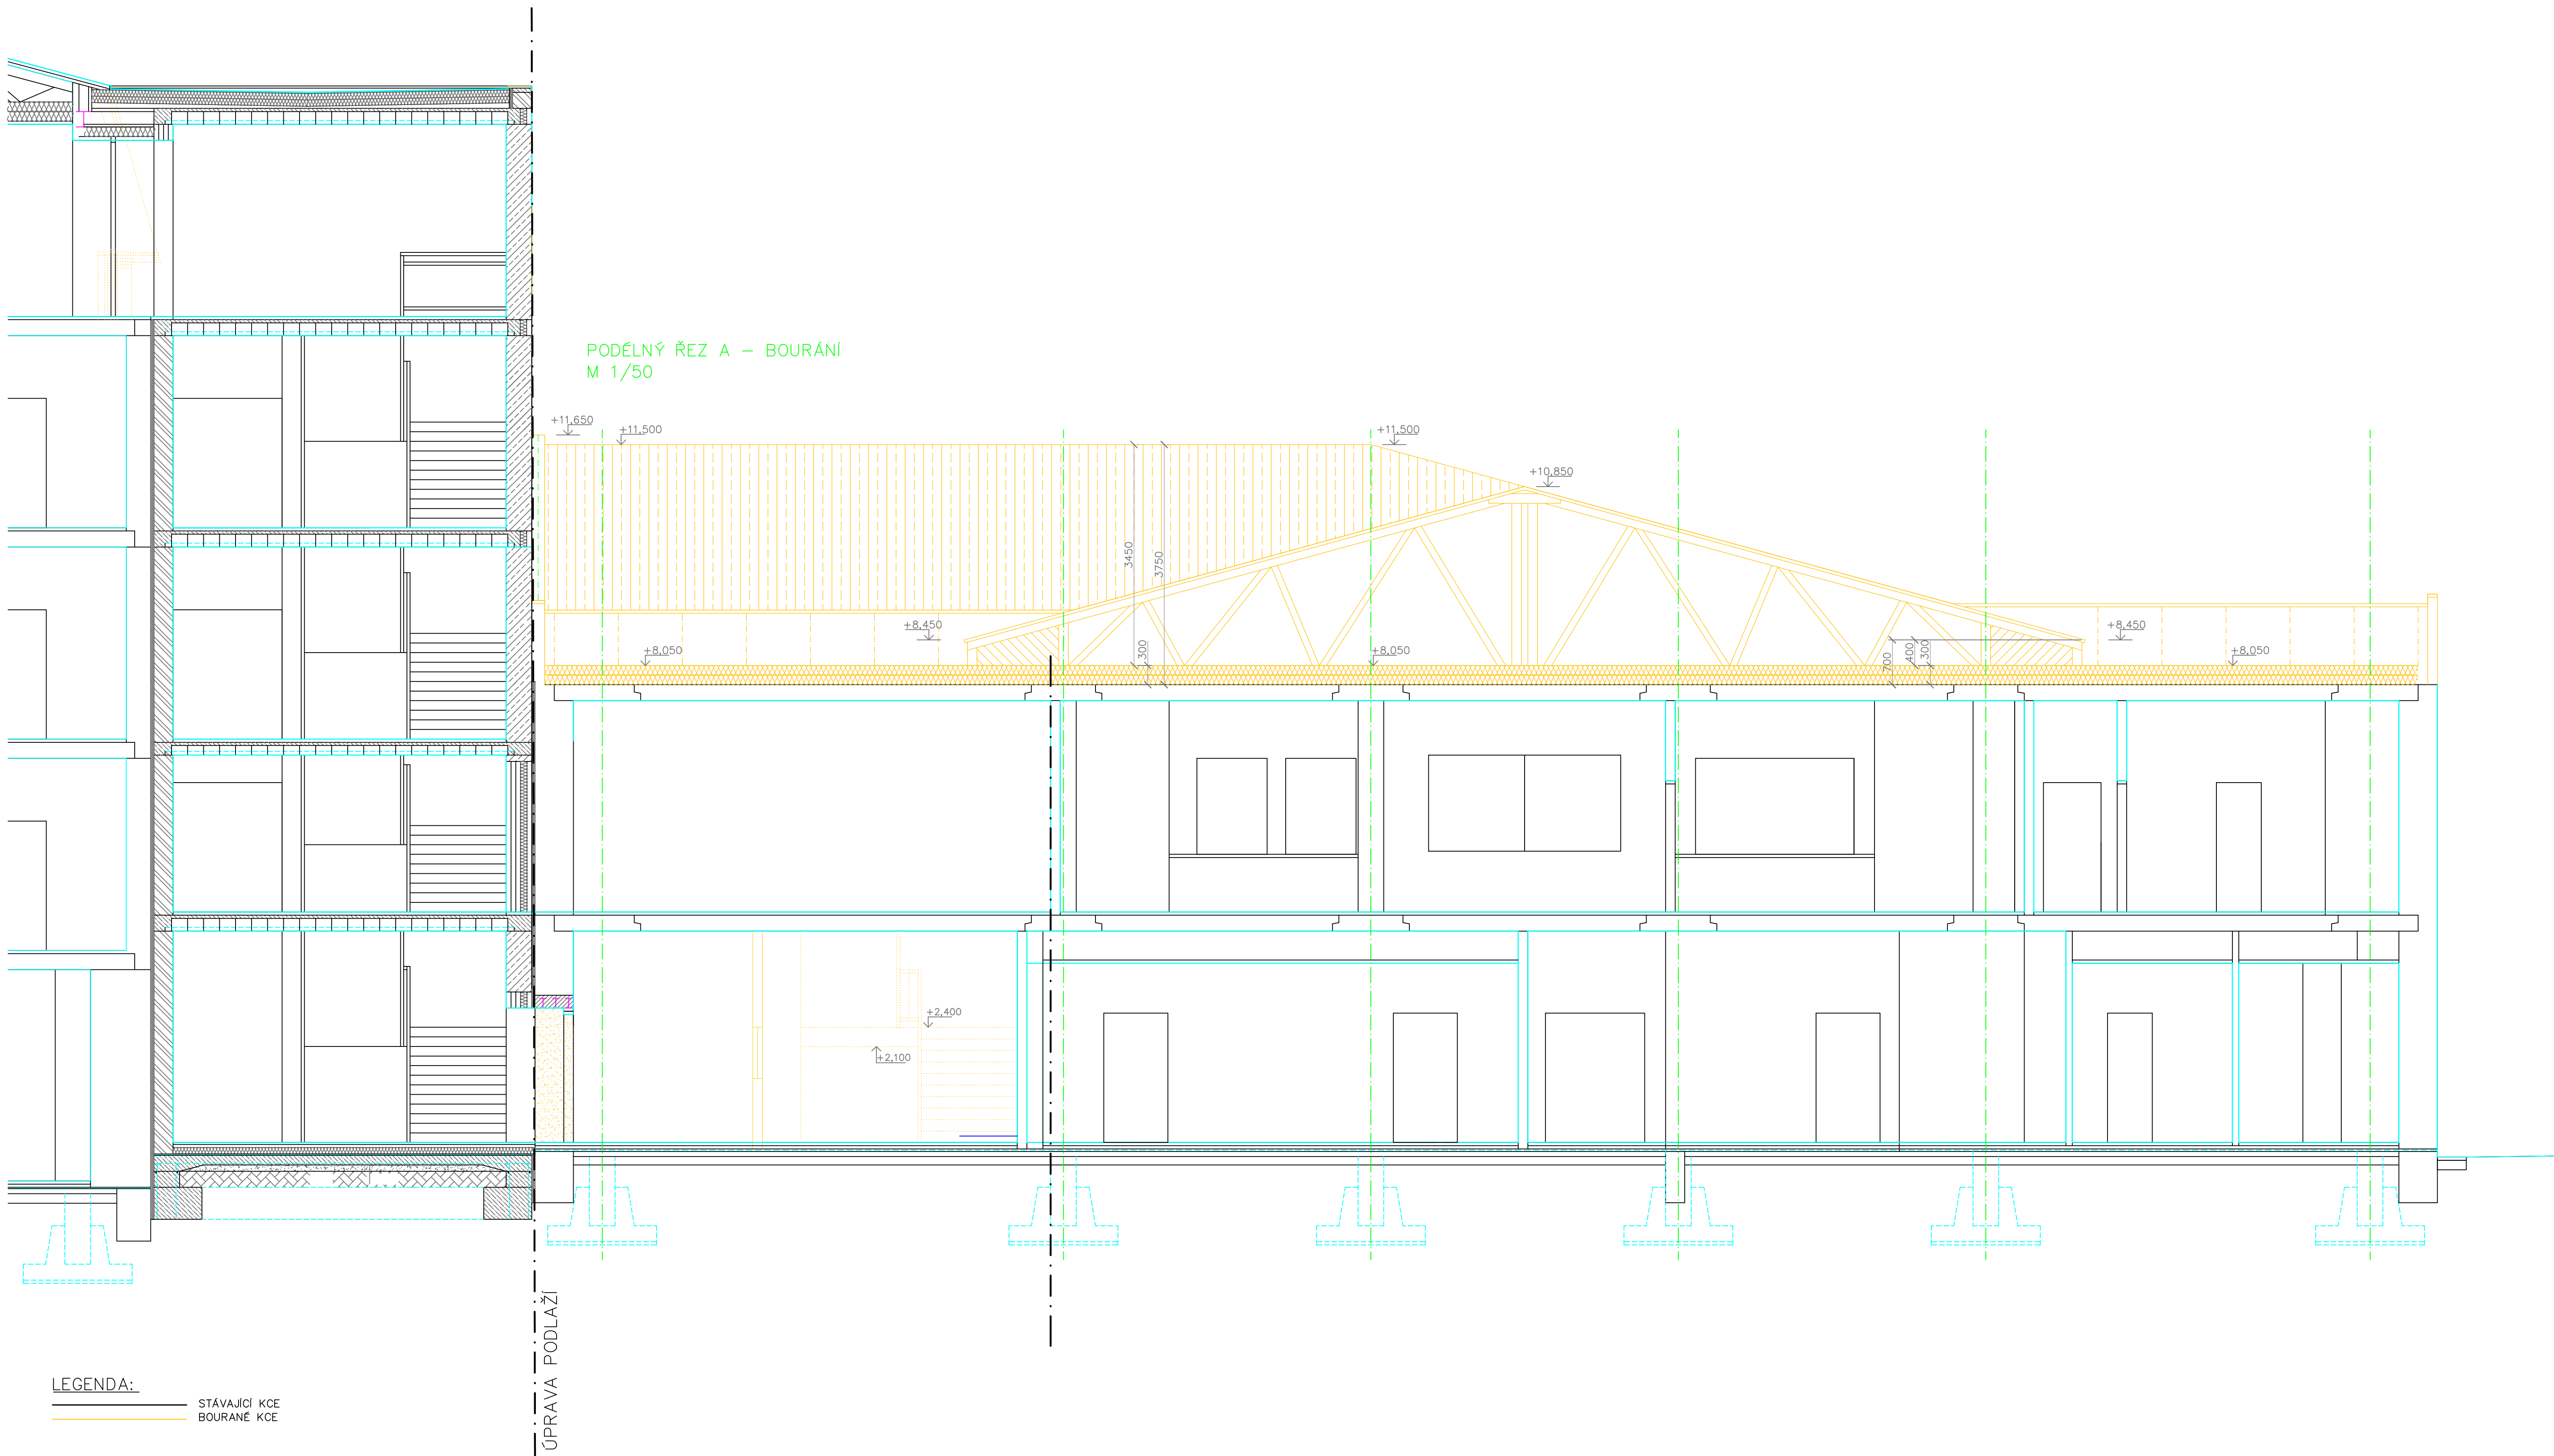 PODÉLNÝ ŘEZ A – BOURÁNÍ
M 1/50
+11,650
+11,500
+11,500
+10,850
3450
3750
+8,450
+8,450
+8,050
300
+8,050
700
400
300
+8,050
+2,400
+2,100
ÚPRAVA PODLAŽÍ
LEGENDA:
STÁVAJÍCÍ KCE
BOURANÉ KCE